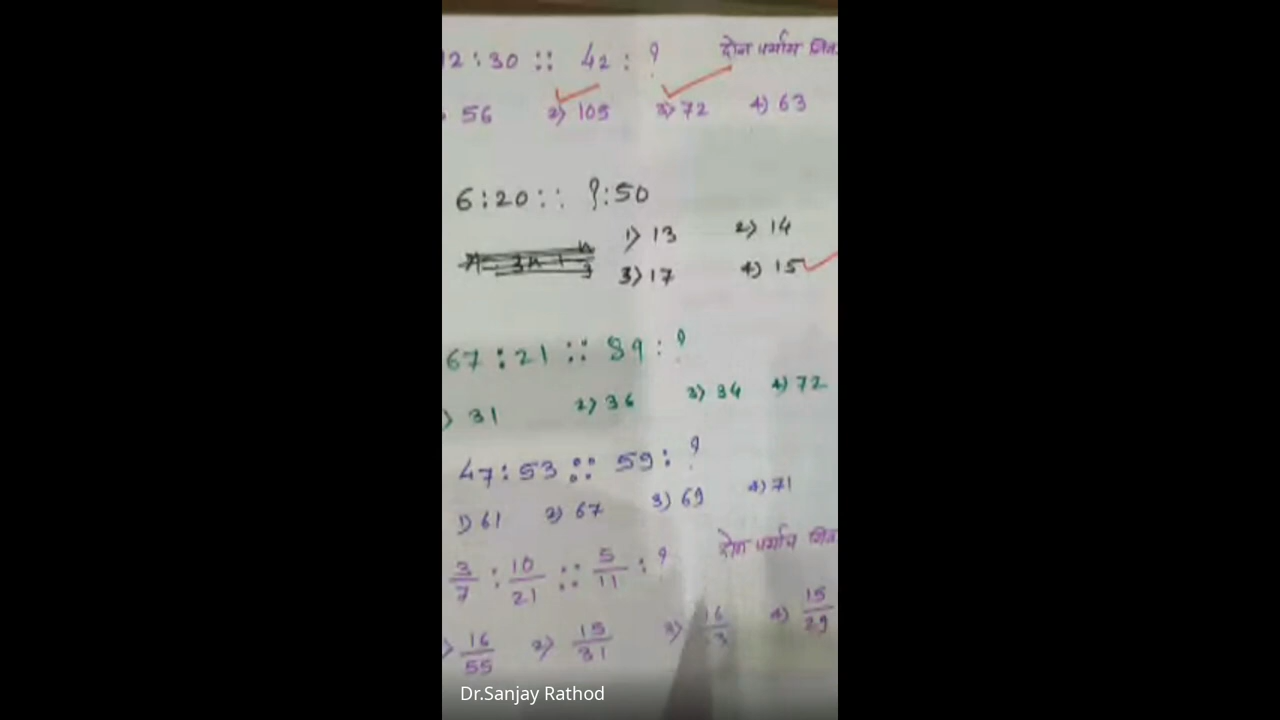 2 : 30 :: 42 : ?   दोन पर्याय
56   2) 105   3) 72   4) 63
6 : 20 :: ? : 50
1) 13   2) 14
3) 17   4) 15
67 : 21 :: 89 : ?
) 31   2) 36   3) 34   4) 72
47 : 53 :: 59 : ?
1) 61   2) 67   3) 69   4) 71
3/7 : 10/21 :: 5/11 : ?   दोन पर्याय
) 16/55   2) 15/31   3)   4) 15/29
Dr.Sanjay Rathod